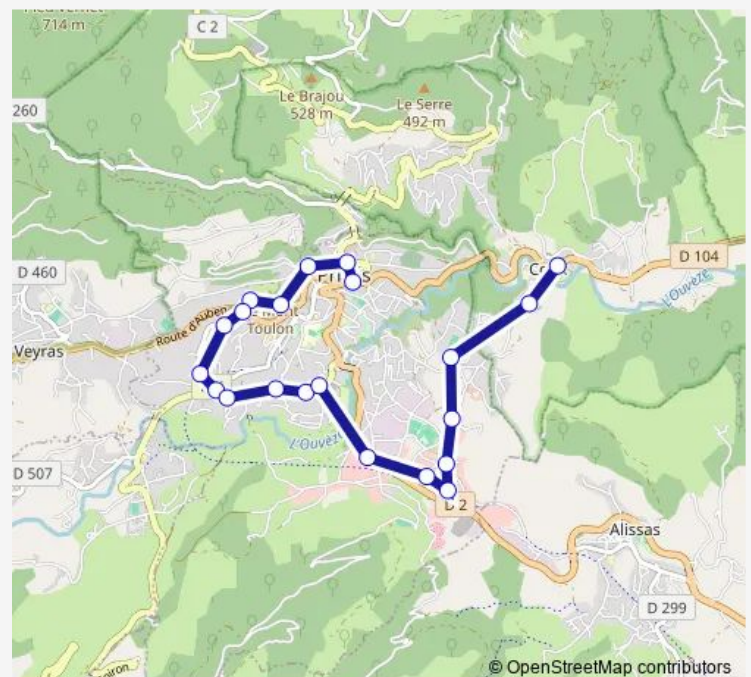 714 m
C 2
Le Brajou
528 m
Le Serre
492 m
260
D 460
D 104
L'Ouvèze
Route d'Auben
Toulon
Veyras
L'Ouvèze
D 507
D 2
Alissas
D 299
© OpenStreetMap contributors